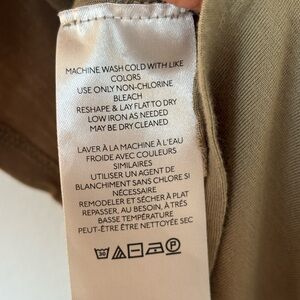 MACHINE WASH COLD WITH LIKE
COLORS
USE ONLY NON-CHLORINE
BLEACH
RESHAPE & LAY FLAT TO DRY
LOW IRON AS NEEDED
MAY BE DRY CLEANED
LAVER À LA MACHINE À L'EAU
FROIDE AVEC COULEURS
SIMILAIRES
UTILISER UN AGENT DE
BLANCHIMENT SANS CHLORE SI
NÉCESSAIRE
REMODELER ET SÉCHER À PLAT
REPASSER, AU BESOIN, À TRÈS
BASSE TEMPÉRATURE
PEUT-ÊTRE ÊTRE NETTOYÉE SEC
30 P